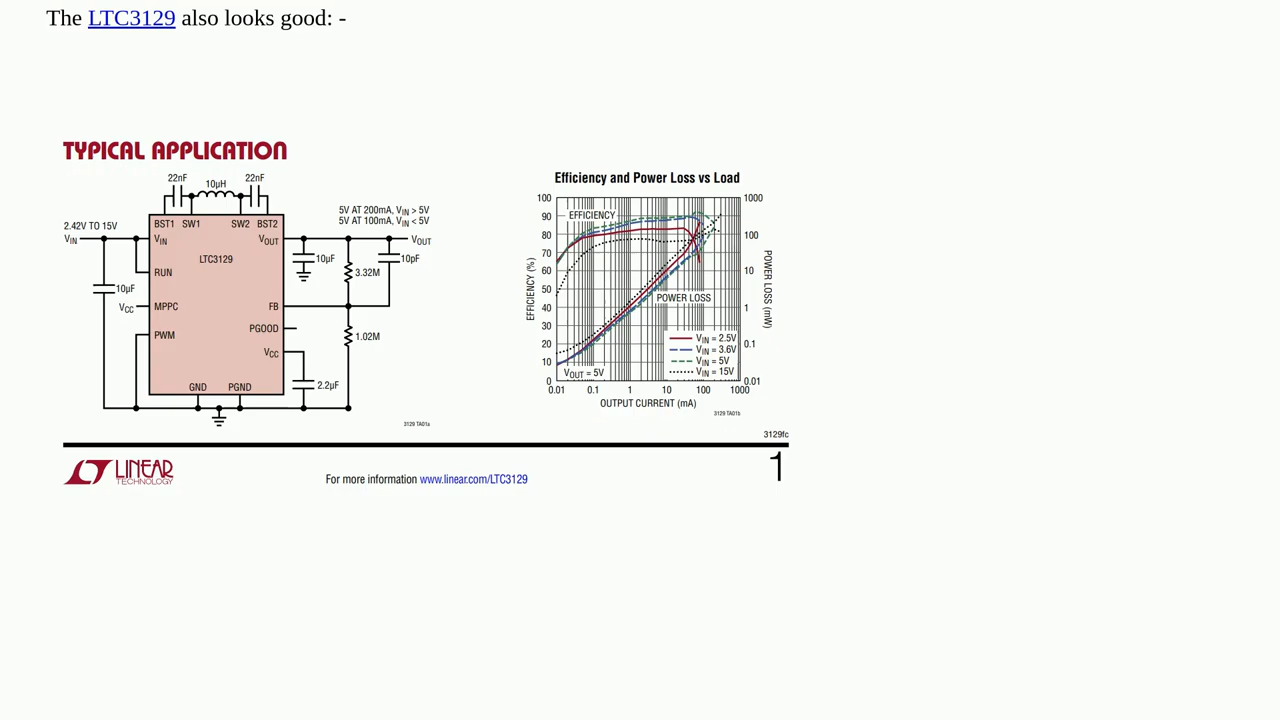 The LTC3129 also looks good: -
TYPICAL APPLICATION
22nF 10µH 22nF
BST1 SW1 SW2 BST2
2.42V TO 15V
VIN
VIN
RUN
10µF
VCC
MPPC
PWM
LTC3129
GND PGND
VOUT
FB
PGOOD
VCC
5V AT 200mA, VIN > 5V
5V AT 100mA, VIN < 5V
VOUT
10µF
3.32M
10pF
1.02M
2.2µF
3129 TA01a
Efficiency and Power Loss vs Load
EFFICIENCY (%)
100
90
80
70
60
50
40
30
20
10
0
EFFICIENCY
POWER LOSS
VOUT = 5V
VIN = 2.5V
VIN = 3.6V
VIN = 5V
VIN = 15V
1000
100
10
1
0.1
0.01
POWER LOSS (mW)
0.01 0.1 1 10 100 1000
OUTPUT CURRENT (mA)
3129 TA01b
3129fc
LINEAR
TECHNOLOGY
For more information www.linear.com/LTC3129
1